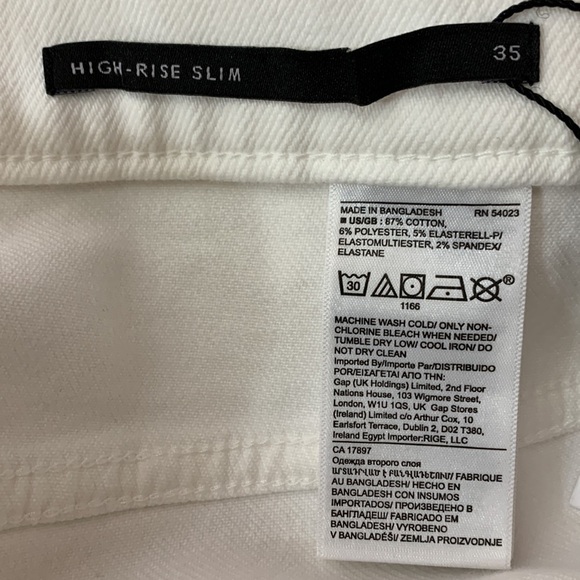 HIGH-RISE SLIM 35
MADE IN BANGLADESH RN 54023
■ US/GB : 87% COTTON,
6% POLYESTER, 5% ELASTERELL-P/
ELASTOMULTIESTER, 2% SPANDEX/
ELASTANE
30 ®
1166
MACHINE WASH COLD/ ONLY NON-
CHLORINE BLEACH WHEN NEEDED/
TUMBLE DRY LOW/ COOL IRON/ DO
NOT DRY CLEAN
Imported By/Importe Par/DISTRIBUIDO
POR/ΕΙΣΑΓΕΤΑΙ ΑΠΟ ΤΗΝ:
Gap (UK Holdings) Limited, 2nd Floor
Nations House, 103 Wigmore Street,
London, W1U 1QS, UK Gap Stores
(Ireland) Limited c/o Arthur Cox, 10
Earlsfort Terrace, Dublin 2, D02 T380,
Ireland Egypt Importer:RIGE, LLC
CA 17897
Одежда второго слоя
ԱՐՏԱԴՐՎԱԾ Է ԲԱՆԳԼԱԴԵՇՈՒՄ/ FABRIQUE
AU BANGLADESH/ HECHO EN
BANGLADESH CON INSUMOS
IMPORTADOS/ ПРОИЗВЕДЕНО В
БАНГЛАДЕШ/ FABRICADO EM
BANGLADESH/ VYROBENO
V BANGLADÉŠI/ ZEMLJA PROIZVODNJE